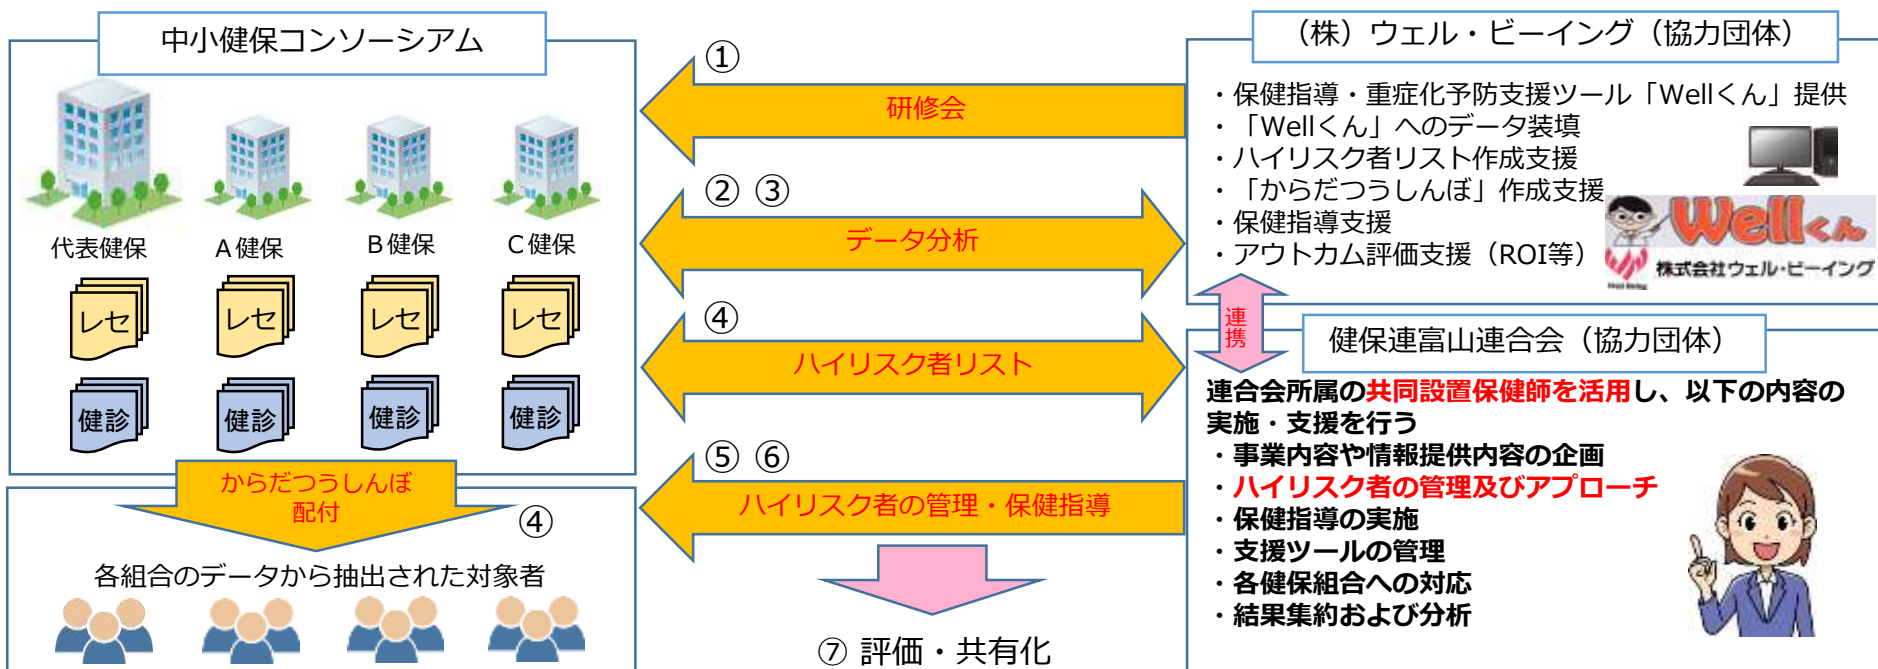 中小健保コンソーシアム
代表健保
A健保
B健保
C健保
レセ
レセ
レセ
レセ
健診
健診
健診
健診
からだつうしんぼ
配付
④
各組合のデータから抽出された対象者
①
研修会
② ③
データ分析
④
ハイリスク者リスト
⑤ ⑥
ハイリスク者の管理・保健指導
⑦ 評価・共有化
（株）ウェル・ビーイング（協力団体）
・保健指導・重症化予防支援ツール「Wellくん」提供
・「Wellくん」へのデータ装填
・ハイリスク者リスト作成支援
・「からだつうしんぼ」作成支援
・保健指導支援
・アウトカム評価支援（ROI等）
Wellくん
株式会社ウェル・ビーイング
連携
健保連富山連合会（協力団体）
連合会所属の共同設置保健師を活用し、以下の内容の
実施・支援を行う
・事業内容や情報提供内容の企画
・ハイリスク者の管理及びアプローチ
・保健指導の実施
・支援ツールの管理
・各健保組合への対応
・結果集約および分析